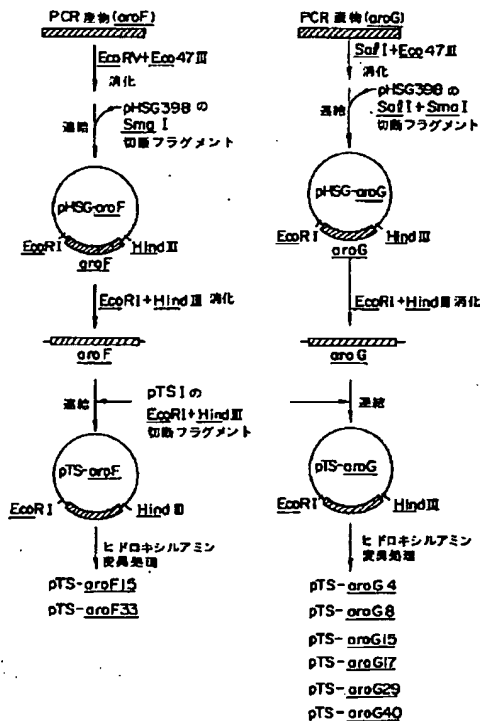 PCR産物(aroF)
EcoRV+Eco47III
消化
連結
pHSG398の
SmaI
切断フラグメント
pHSG-aroF
EcoRI
HindIII
aroF
EcoRI+HindIII 消化
aroF
連結
pTS1の
EcoRI+HindIII
切断フラグメント
pTS-aroF
EcoRI
HindIII
ヒドロキシルアミン
変異処理
pTS-aroF15
pTS-aroF33
PCR産物(aroG)
SalI+Eco47III
消化
連結
pHSG398の
SalI+SmaI
切断フラグメント
pHSG-aroG
EcoRI
HindIII
aroG
EcoRI+HindIII消化
aroG
連結
pTS-aroG
EcoRI
HindIII
ヒドロキシルアミン
変異処理
pTS-aroG4
pTS-aroG8
pTS-aroG15
pTS-aroG17
pTS-aroG29
pTS-aroG40